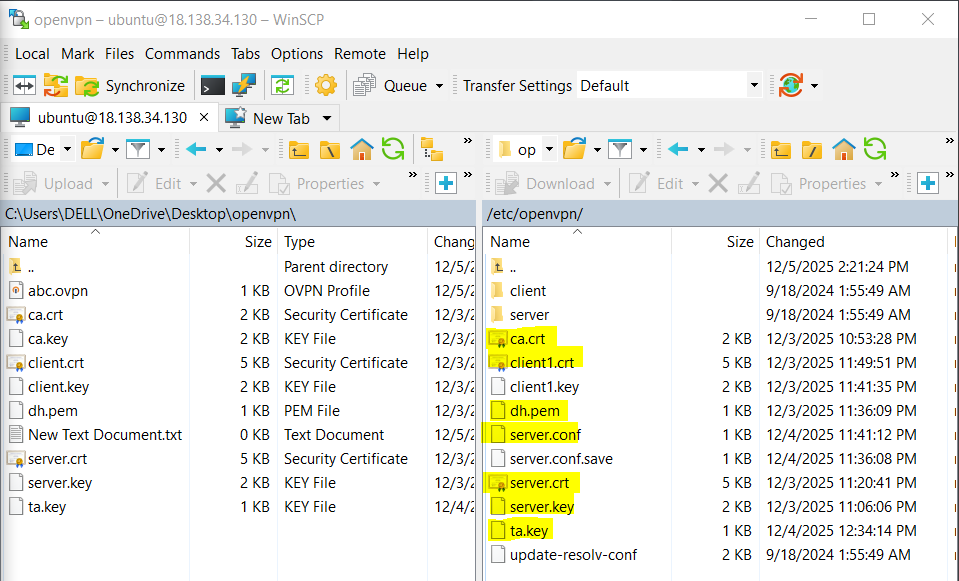 openvpn – ubuntu@18.138.34.130 – WinSCP
Local Mark Files Commands Tabs Options Remote Help
Synchronize Queue Transfer Settings Default
ubuntu@18.138.34.130 × New Tab
De op
Upload Edit Properties » Download Edit Properties »
C:\Users\DELL\OneDrive\Desktop\openvpn\ /etc/openvpn/
Name Size Type Chang Name Size Changed
.. Parent directory 12/5/2 .. 12/5/2025 2:21:24 PM
abc.ovpn 1 KB OVPN Profile 12/5/2 client 9/18/2024 1:55:49 AM
ca.crt 2 KB Security Certificate 12/3/2 server 9/18/2024 1:55:49 AM
ca.key 2 KB KEY File 12/3/2 ca.crt 2 KB 12/3/2025 10:53:28 PM
client.crt 5 KB Security Certificate 12/3/2 client1.crt 5 KB 12/3/2025 11:49:51 PM
client.key 2 KB KEY File 12/3/2 client1.key 2 KB 12/3/2025 11:41:35 PM
dh.pem 1 KB PEM File 12/3/2 dh.pem 1 KB 12/3/2025 11:36:09 PM
New Text Document.txt 0 KB Text Document 12/5/2 server.conf 1 KB 12/4/2025 11:41:12 PM
server.crt 5 KB Security Certificate 12/3/2 server.conf.save 1 KB 12/4/2025 11:36:08 PM
server.key 2 KB KEY File 12/3/2 server.crt 5 KB 12/3/2025 11:20:41 PM
ta.key 1 KB KEY File 12/4/2 server.key 2 KB 12/3/2025 11:06:06 PM
ta.key 1 KB 12/4/2025 12:34:14 PM
update-resolv-conf 2 KB 9/18/2024 1:55:49 AM